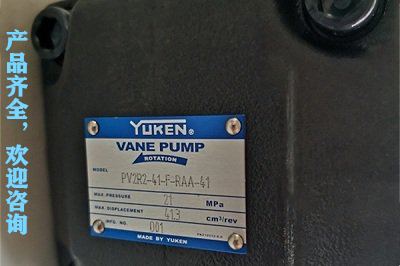 产品齐全，欢迎咨询
YUKEN®
VANE PUMP
ROTATION
MODEL PV2R2-41-F-RAA-41
MAX. PRESSURE 21 MPa
MAX. DISPLACEMENT 41.3 cm³/rev
MFG. NO 001
MADE BY YUKEN